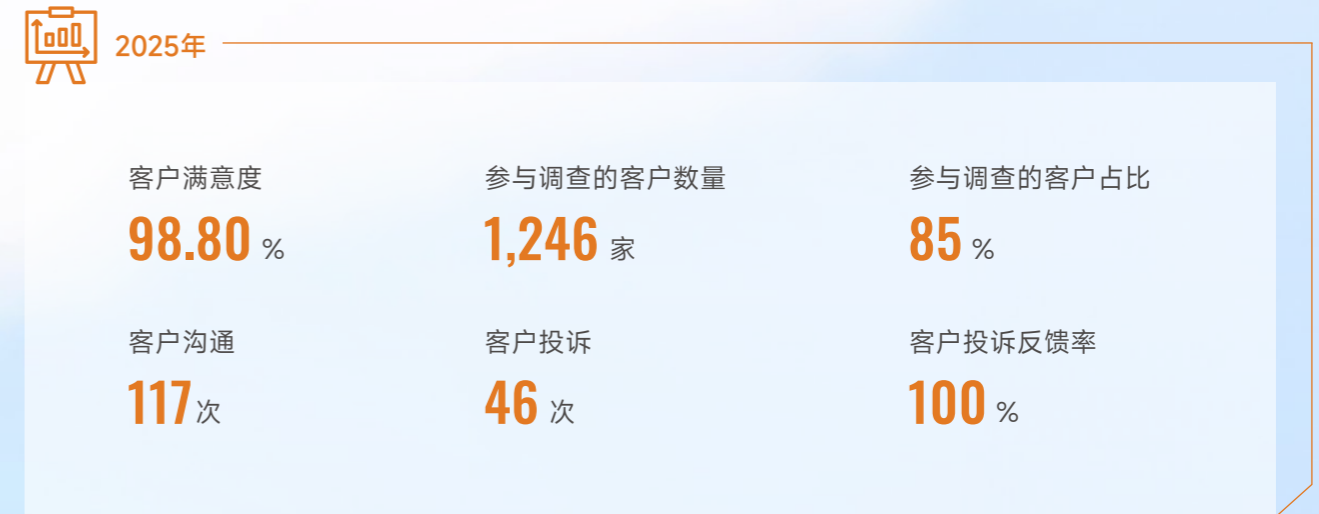 2025年
客户满意度 参与调查的客户数量 参与调查的客户占比
98.80 % 1,246 家 85 %
客户沟通 客户投诉 客户投诉反馈率
117次 46 次 100 %